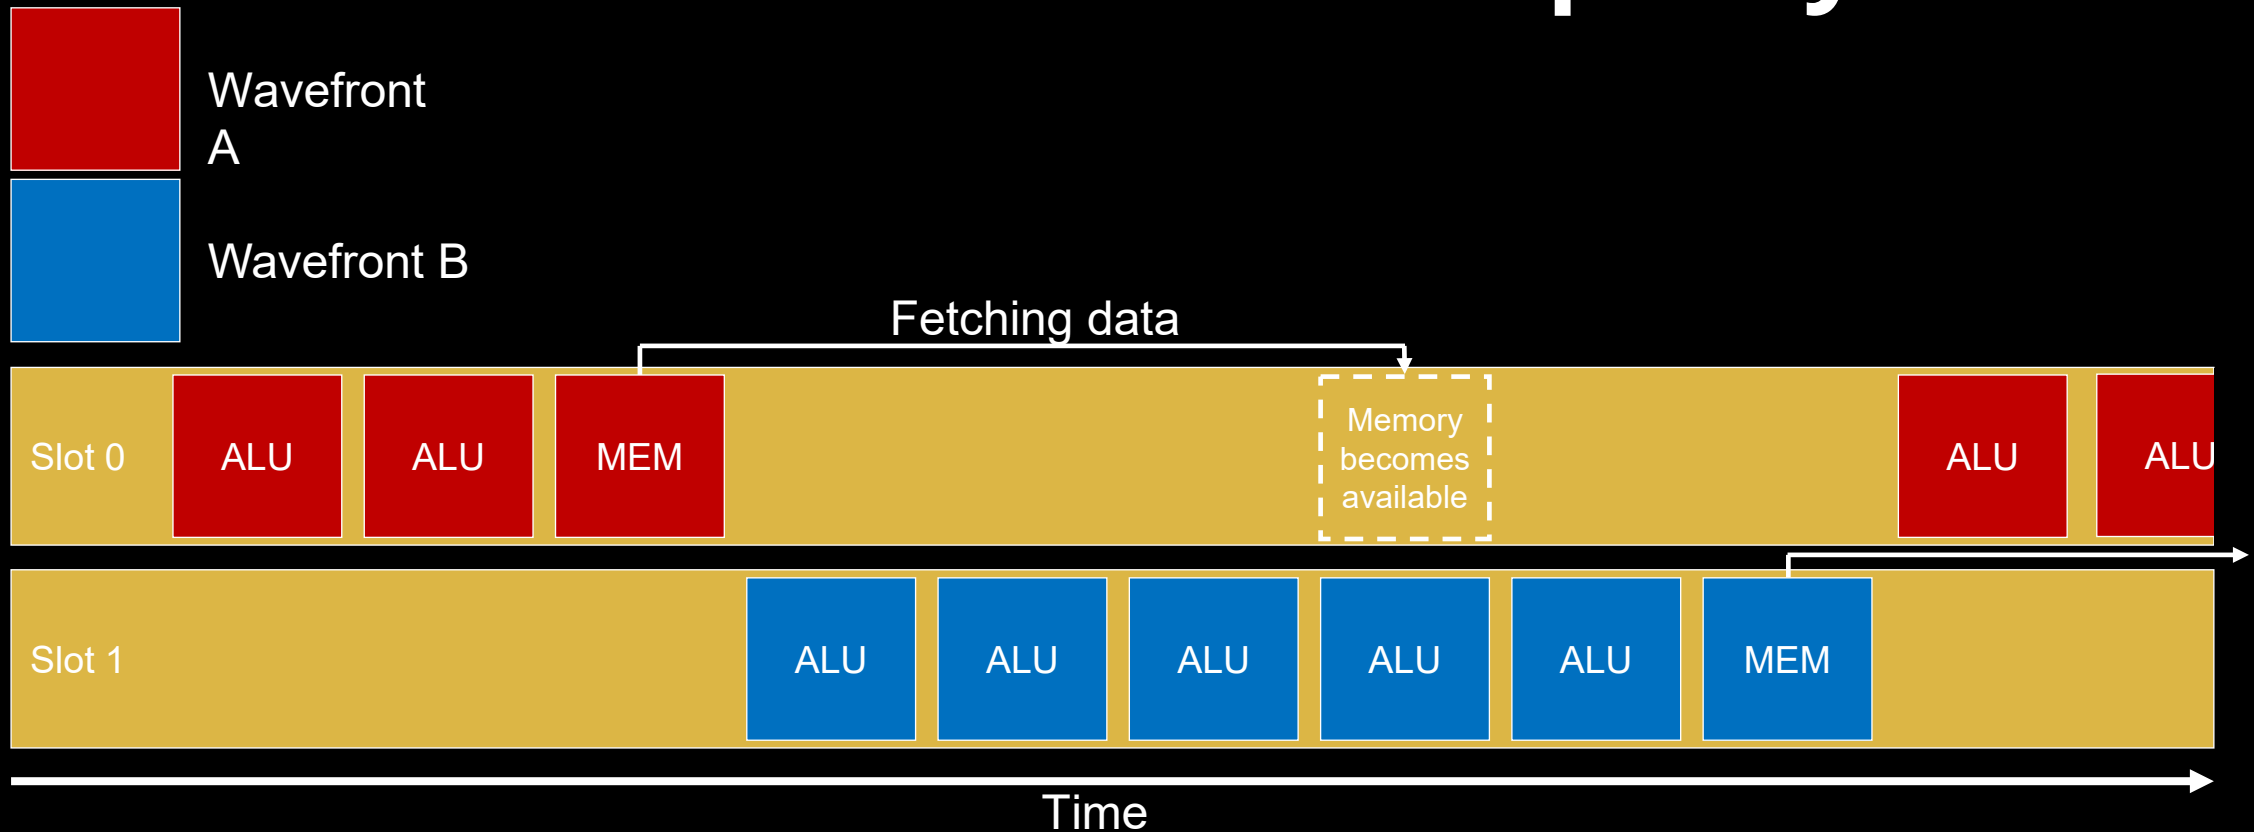 Wavefront
A
Wavefront B
Fetching data
Slot 0
ALU
ALU
MEM
Memory
becomes
available
ALU
ALU
Slot 1
ALU
ALU
ALU
ALU
ALU
MEM
Time